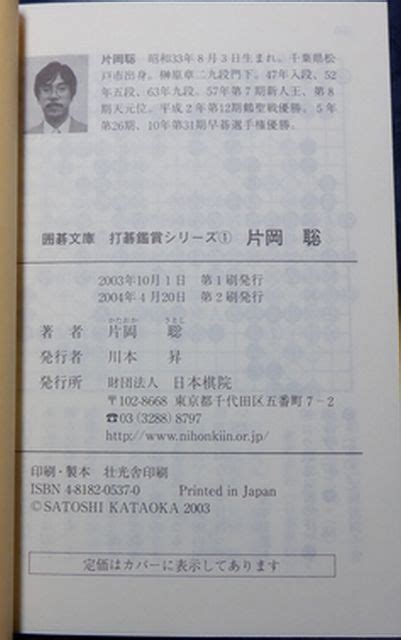 片岡聡 昭和33年8月3日生まれ。千葉県松
戸市出身。榊原章二九段門下。47年入段、52
年五段、63年九段。57年第7期新人王、第8
期天元位。平成2年第12期鶴聖戦優勝。5年
第26期、10年第31期早碁選手権優勝。
囲碁文庫 打碁鑑賞シリーズ① 片岡 聡
2003年10月1日 第1刷発行
2004年4月20日 第2刷発行
かたおか さとし
著者 片岡 聡
発行者 川本 昇
発行所 財団法人 日本棋院
〒102-8668 東京都千代田区五番町7-2
☎03(3288)8797
http://www.nihonkiin.or.jp/
印刷・製本 壮光舎印刷
ISBN 4-8182-0537-0 Printed in Japan
©SATOSHI KATAOKA 2003
定価はカバーに表示してあります